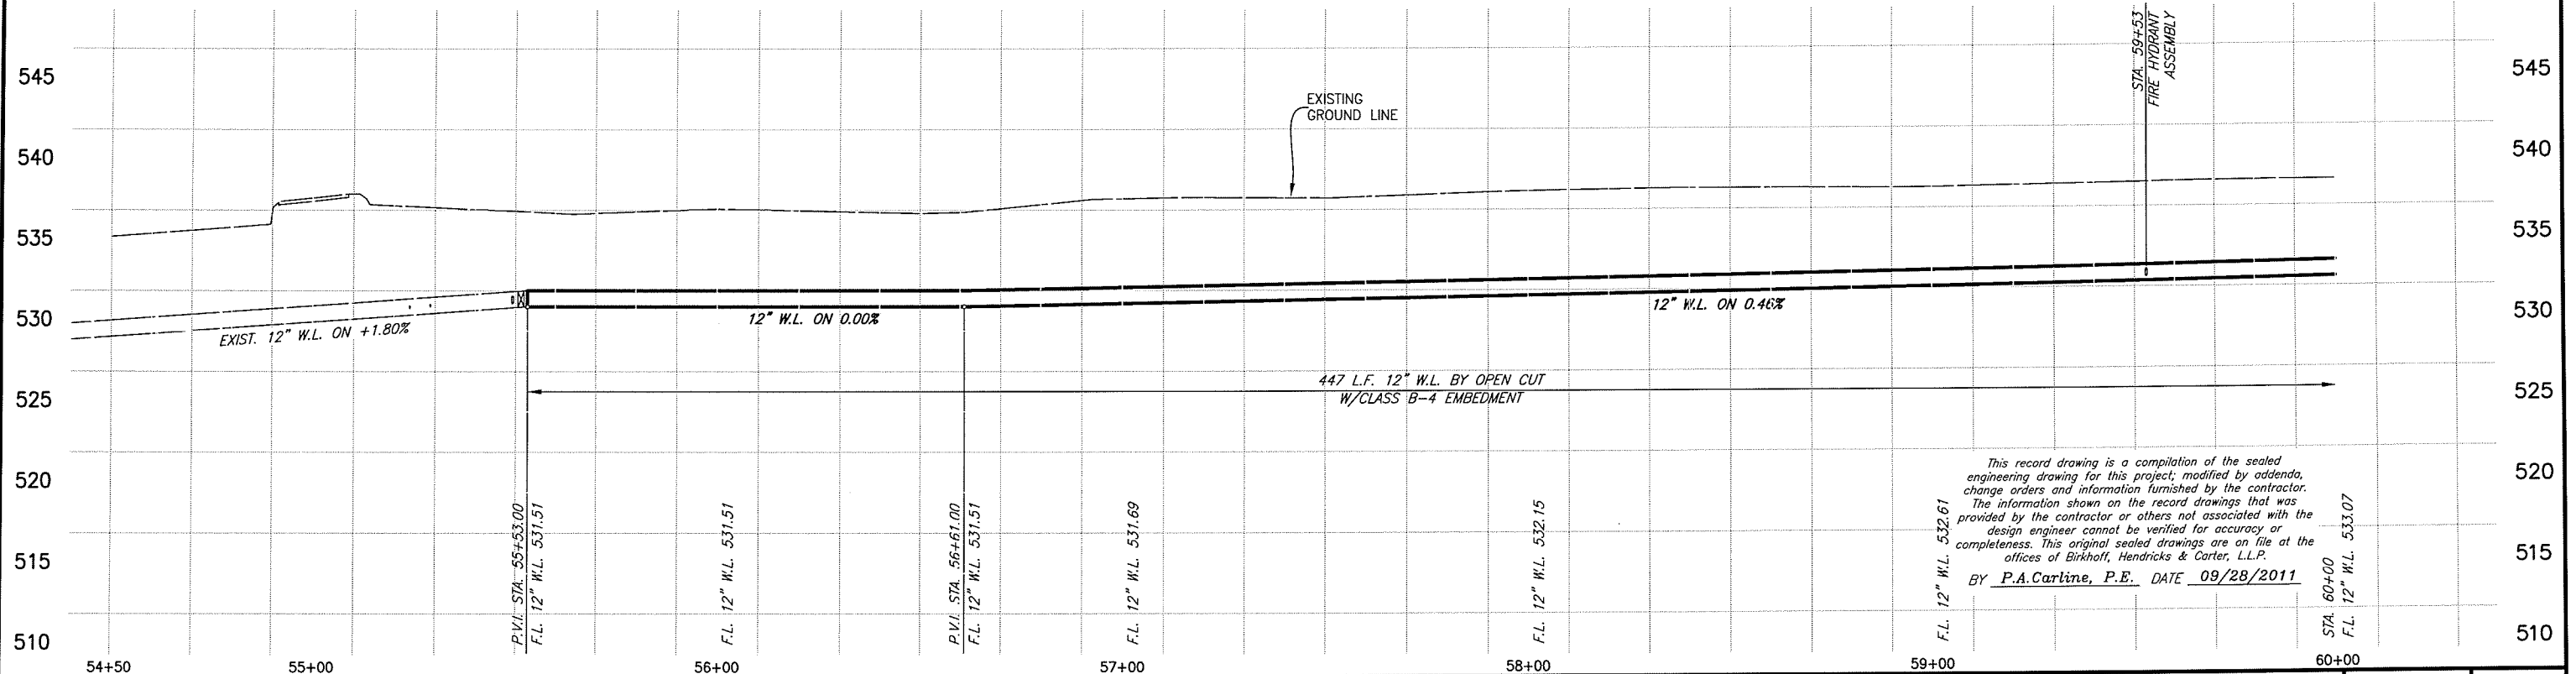 545
540
535
530
525
520
515
510
545
540
535
530
525
520
515
510
EXISTING
GROUND LINE
STA. 59+53
FIRE HYDRANT
ASSEMBLY
EXIST. 12" W.L. ON +1.80%
12" W.L. ON 0.00%
12" W.L. ON 0.46%
447 L.F. 12" W.L. BY OPEN CUT
W/CLASS B-4 EMBEDMENT
P.V.I. STA. 55+53.00
F.L. 12" W.L. 531.51
F.L. 12" W.L. 531.51
P.V.I. STA. 56+61.00
F.L. 12" W.L. 531.51
F.L. 12" W.L. 531.69
F.L. 12" W.L. 532.15
F.L. 12" W.L. 532.61
This record drawing is a compilation of the sealed
engineering drawing for this project; modified by addenda,
change orders and information furnished by the contractor.
The information shown on the record drawings that was
provided by the contractor or others not associated with the
design engineer cannot be verified for accuracy or
completeness. This original sealed drawings are on file at the
offices of Birkhoff, Hendricks & Carter, L.L.P.
BY P.A.Carline, P.E. DATE 09/28/2011
STA. 60+00
F.L. 12" W.L. 533.07
54+50
55+00
56+00
57+00
58+00
59+00
60+00